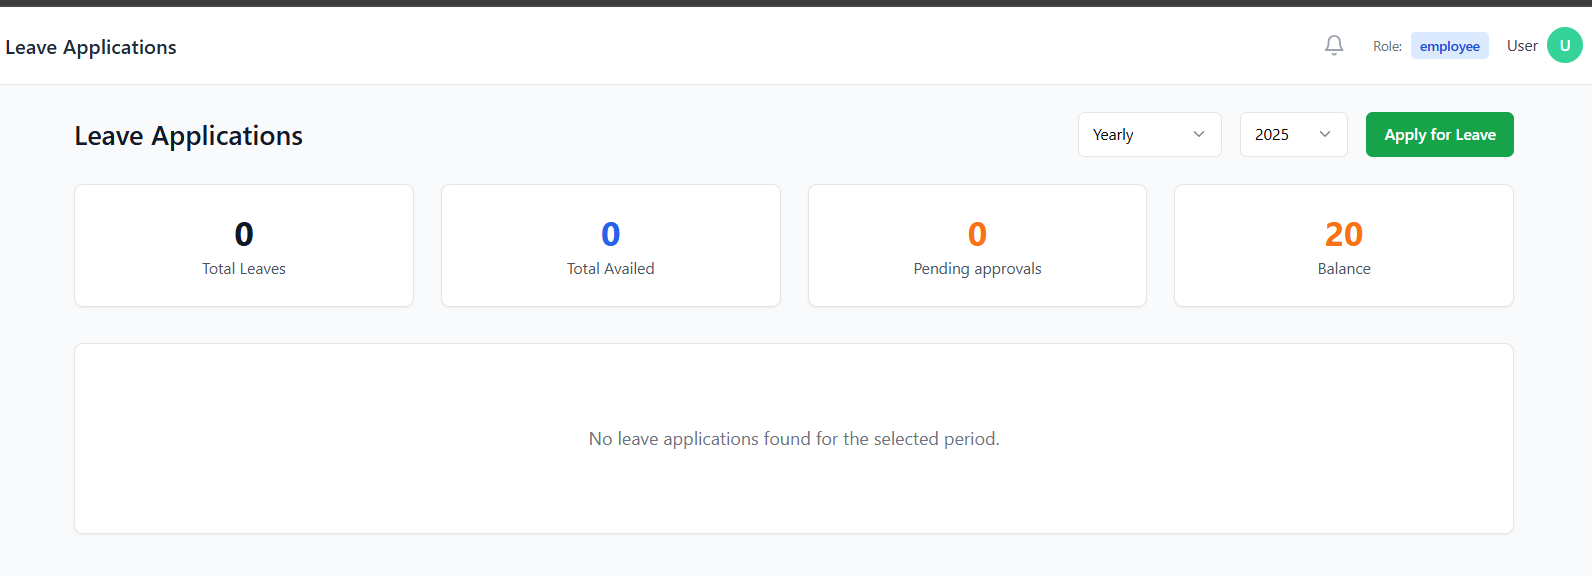 Leave Applications
Role: employee User U
Leave Applications
Yearly 2025 Apply for Leave
0 0 0 20
Total Leaves Total Availed Pending approvals Balance
No leave applications found for the selected period.